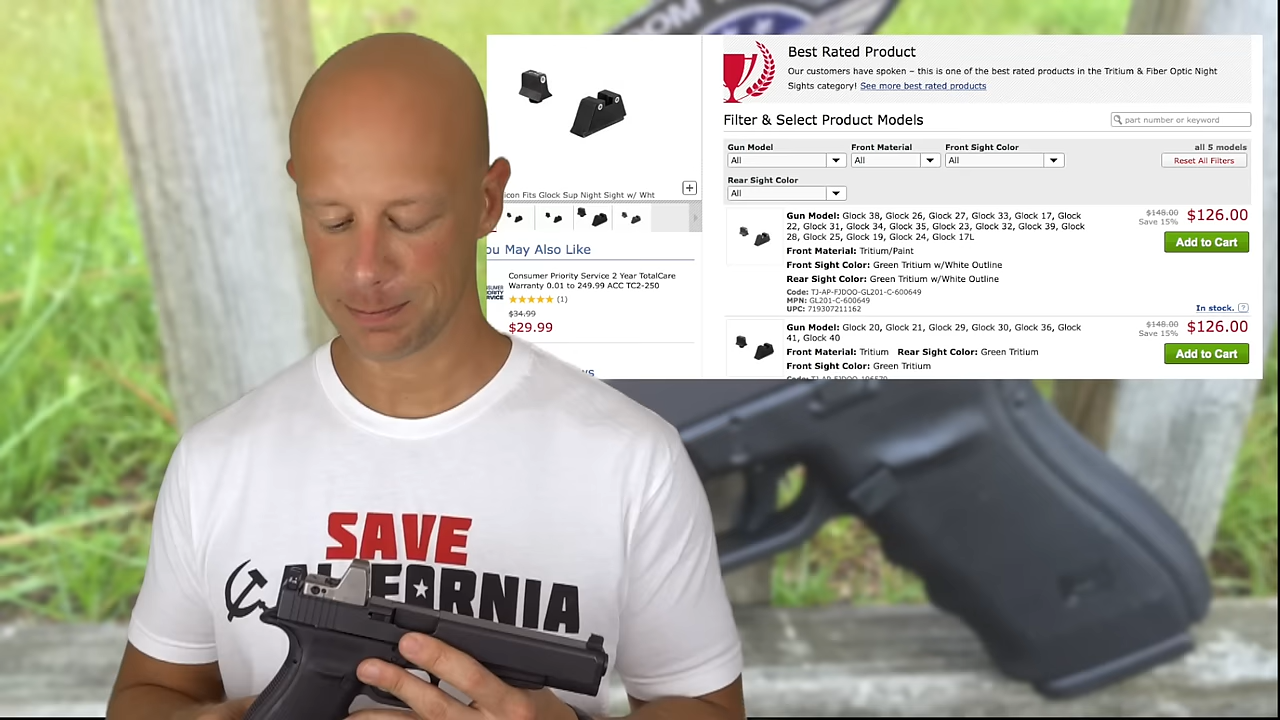 OM
Best Rated Product
Our customers have spoken – this is one of the best rated products in the Tritium & Fiber Optic Night
Sights category! See more best rated products
Filter & Select Product Models
part number or keyword
Gun Model
Front Material
Front Sight Color
all 5 models
All
All
All
Reset All Filters
Rear Sight Color
All
icon Fits Glock Sup Night Sight w/ Wht
ou May Also Like
Consumer Priority Service 2 Year TotalCare
Warranty 0.01 to 249.99 ACC TC2-250
(1)
$34.99
$29.99
Gun Model: Glock 38, Glock 26, Glock 27, Glock 33, Glock 17, Glock
22, Glock 31, Glock 34, Glock 35, Glock 23, Glock 32, Glock 39, Glock
28, Glock 25, Glock 19, Glock 24, Glock 17L
Front Material: Tritium/Paint
Front Sight Color: Green Tritium w/White Outline
Rear Sight Color: Green Tritium w/White Outline
Code: TJ-AP-FJDOO-GL201-C-600649
MPN: GL201-C-600649
UPC: 719307211162
$148.00 $126.00
Save 15%
Add to Cart
In stock. ?
Gun Model: Glock 20, Glock 21, Glock 29, Glock 30, Glock 36, Glock
41, Glock 40
Front Material: Tritium Rear Sight Color: Green Tritium
Front Sight Color: Green Tritium
$148.00 $126.00
Save 15%
Add to Cart
SAVE
CALIFORNIA